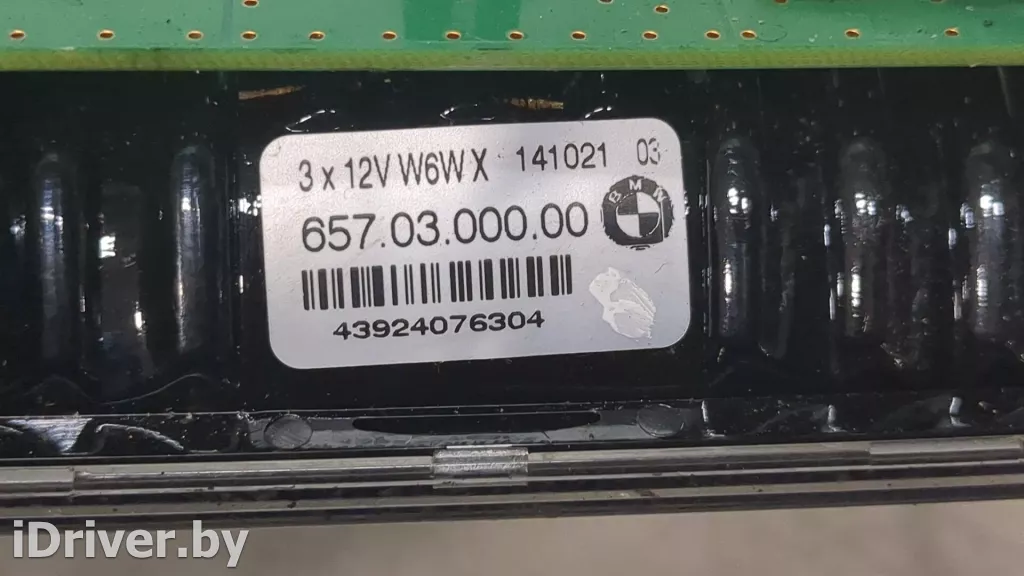 3 x 12V W6W X 141021 03
657.03.000.00
BMW
43924076304
iDriver.by